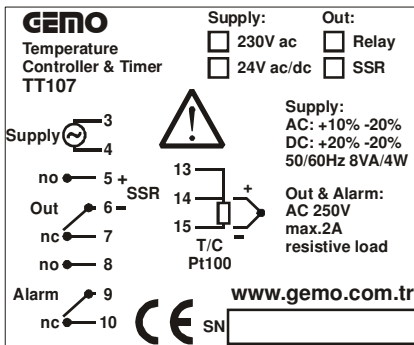 GEMO
Temperature
Controller & Timer
TT107
Supply:
230V ac
24V ac/dc
Out:
Relay
SSR
Supply
3
4
no
5 +
SSR
Out
6 -
nc
7
no
8
Alarm
9
nc
10
13
14
15
+
–
T/C
Pt100
Supply:
AC: +10% -20%
DC: +20% -20%
50/60Hz 8VA/4W
Out & Alarm:
AC 250V
max.2A
resistive load
www.gemo.com.tr
CE
SN